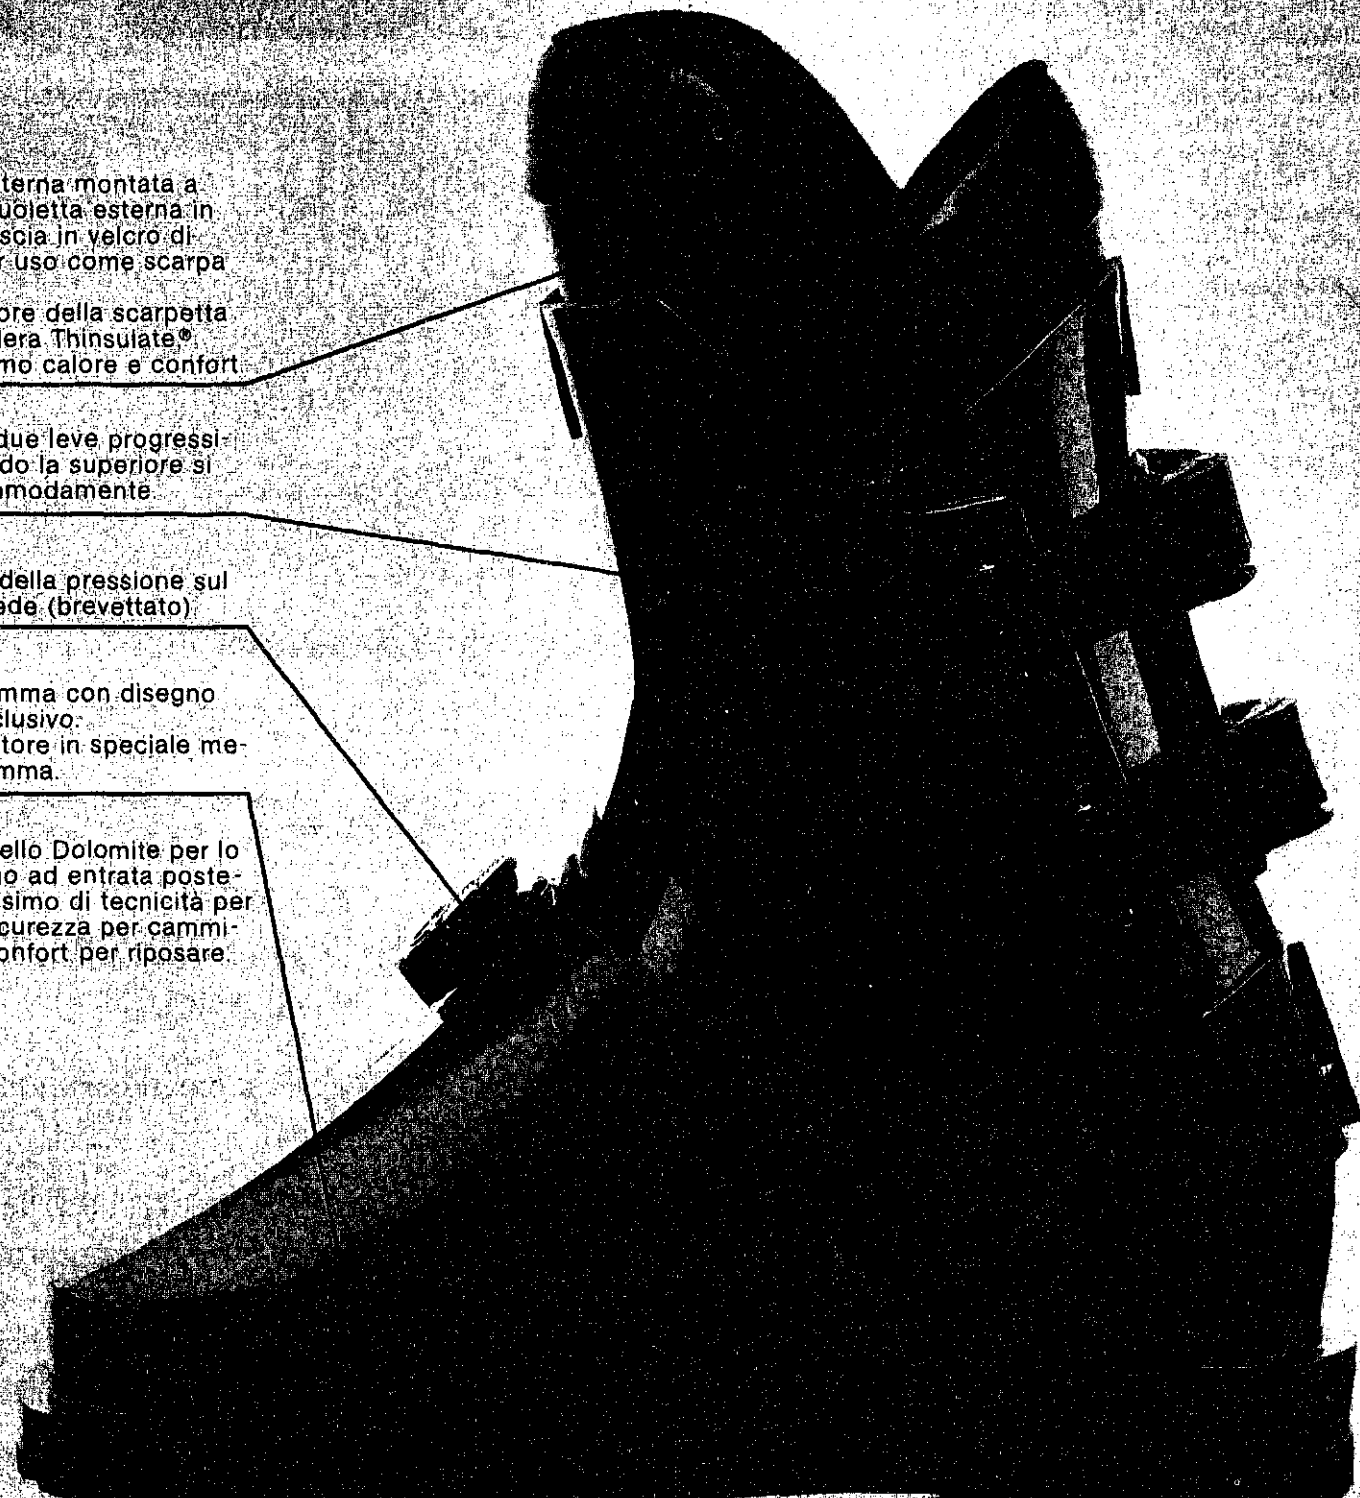 terna montata a
uoletta esterna in
scia in velcro di
r uso come scarpa
ore della scarpetta
lera Thinsulate®
mo calore e confort
due leve progressi-
do la superiore si
modamente.
della pressione sul
ede (brevettato)
mma con disegno
clusivo.
tore in speciale me-
mma.
ello Dolomite per lo
no ad entrata poste-
simo di tecnicità per
curezza per cammi-
onfort per riposare.